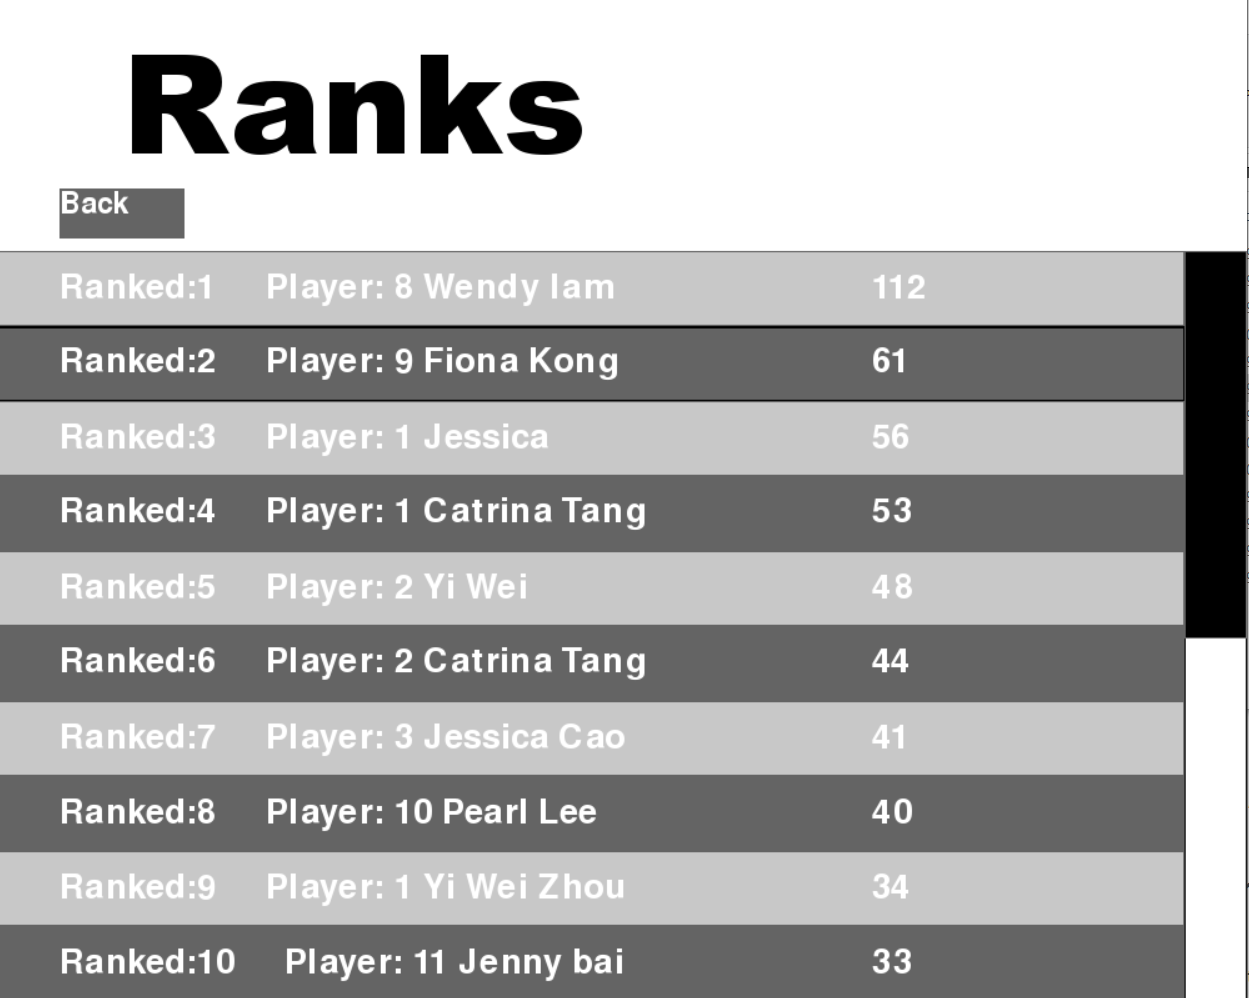 Ranks
Back
Ranked:1 Player: 8 Wendy lam 112
Ranked:2 Player: 9 Fiona Kong 61
Ranked:3 Player: 1 Jessica 56
Ranked:4 Player: 1 Catrina Tang 53
Ranked:5 Player: 2 Yi Wei 48
Ranked:6 Player: 2 Catrina Tang 44
Ranked:7 Player: 3 Jessica Cao 41
Ranked:8 Player: 10 Pearl Lee 40
Ranked:9 Player: 1 Yi Wei Zhou 34
Ranked:10 Player: 11 Jenny bai 33